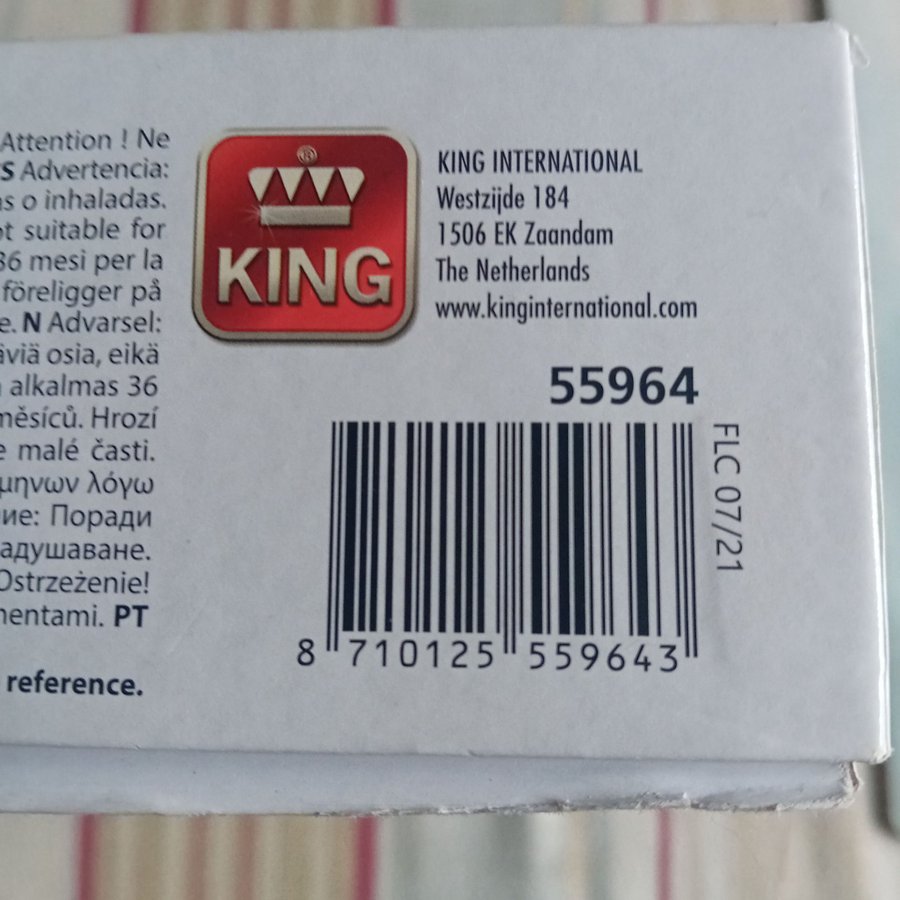 Attention ! Ne
S Advertencia:
as o inhaladas.
ot suitable for
36 mesi per la
föreligger på
e. N Advarsel:
äviä osia, eikä
alkalmas 36
měsíců. Hrozí
e malé časti.
μηνων λόγω
ие: Поради
адушаване.
Ostrzeżenie!
mentami. PT
reference.
®
KING
KING INTERNATIONAL
Westzijde 184
1506 EK Zaandam
The Netherlands
www.kinginternational.com
55964
FLC 07/21
8 710125 559643